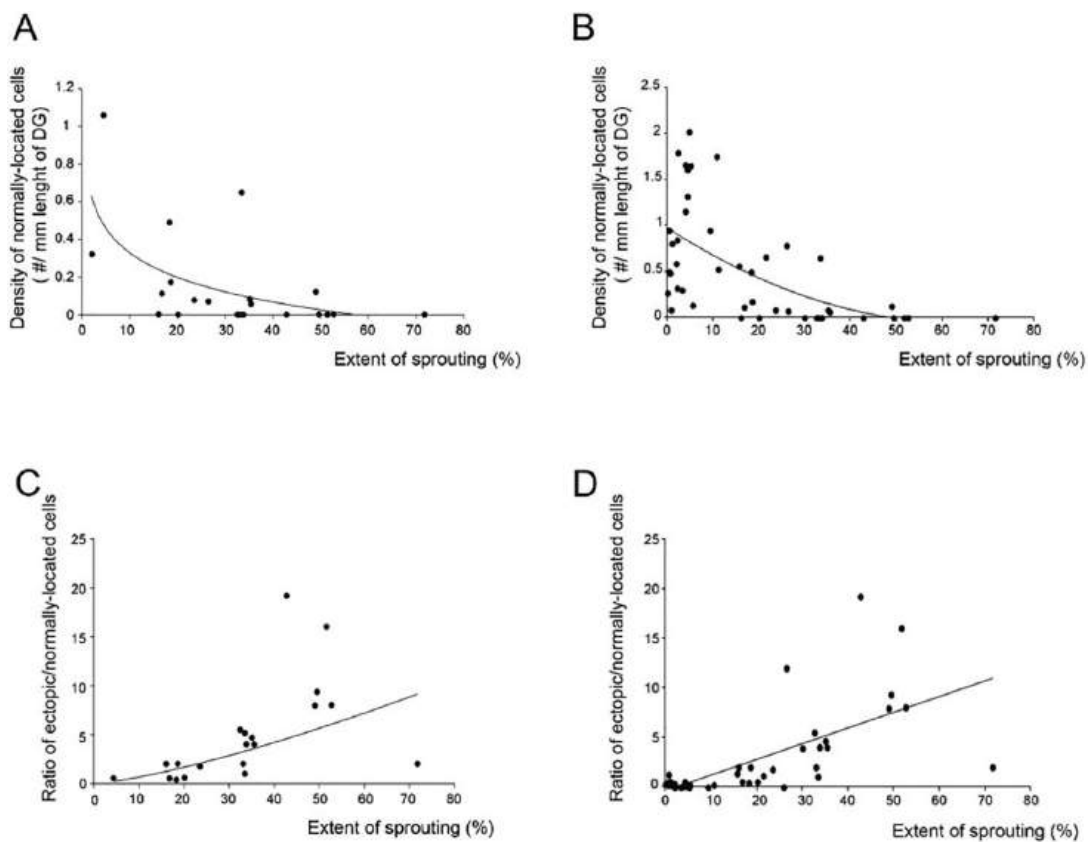 A
Density of normally-located cells
( #/ mm lenght of DG)
1.2
1
0.8
0.6
0.4
0.2
0
0 10 20 30 40 50 60 70 80
Extent of sprouting (%)
B
Density of normally-located cells
( #/ mm lenght of DG)
2.5
2
1.5
1
0.5
0
0 10 20 30 40 50 60 70 80
Extent of sprouting (%)
C
Ratio of ectopic/normally-located cells
25
20
15
10
5
0
0 10 20 30 40 50 60 70 80
Extent of sprouting (%)
D
Ratio of ectopic/normally-located cells
25
20
15
10
5
0
0 10 20 30 40 50 60 70 80
Extent of sprouting (%)